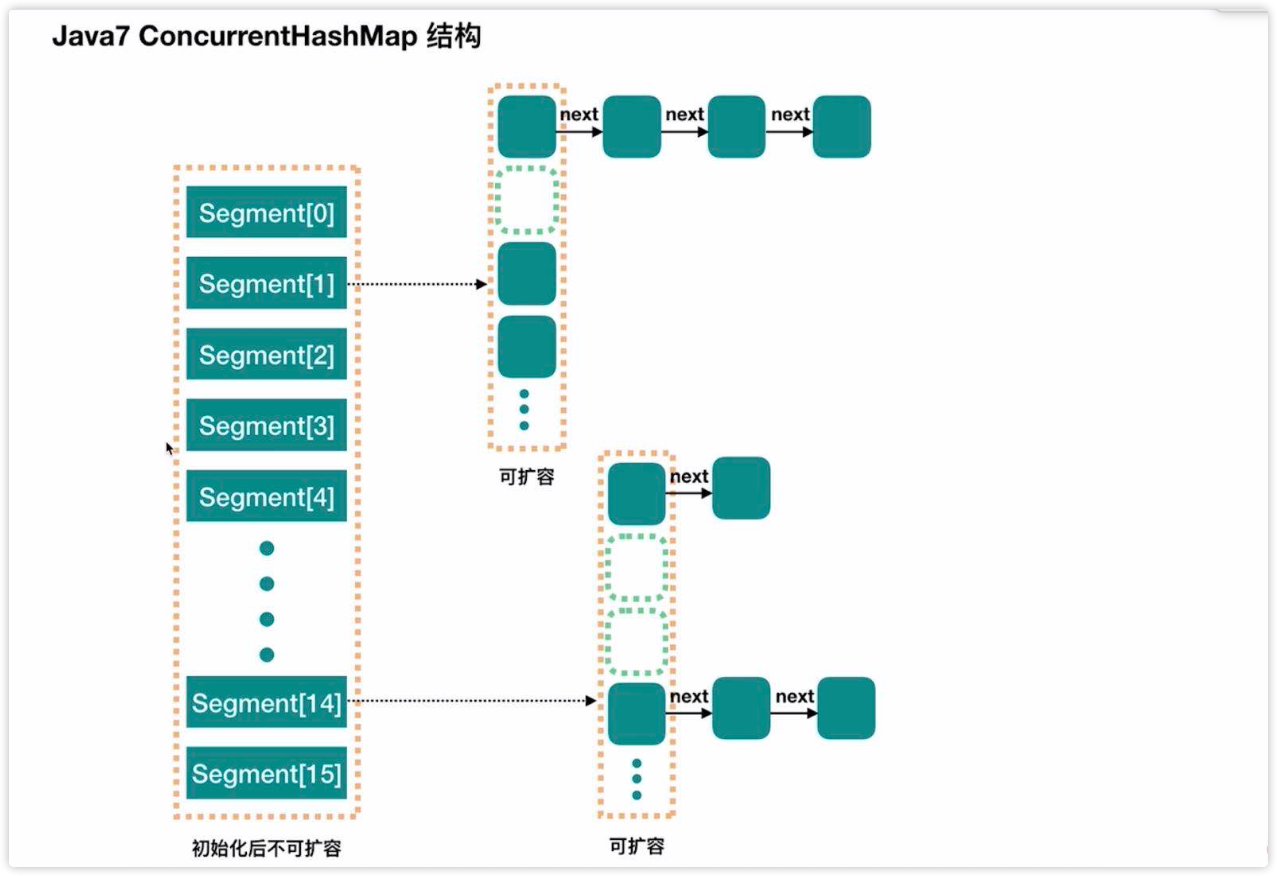 Java7 ConcurrentHashMap 结构
next
next
next
Segment[0]
Segment[1]
Segment[2]
Segment[3]
Segment[4]
可扩容
next
Segment[14]
next
next
Segment[15]
初始化后不可扩容
可扩容